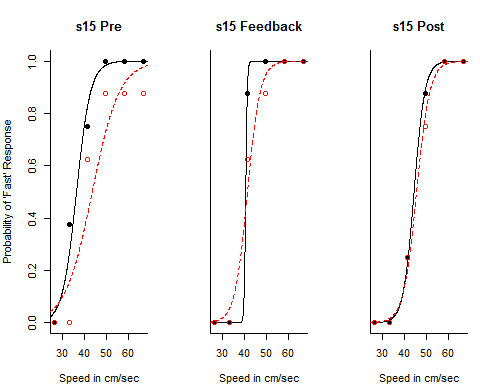 s15 Pre
s15 Feedback
s15 Post
Probability of 'Fast' Response
1.0
0.8
0.6
0.4
0.2
0.0
30 40 50 60
30 40 50 60
30 40 50 60
Speed in cm/sec
Speed in cm/sec
Speed in cm/sec